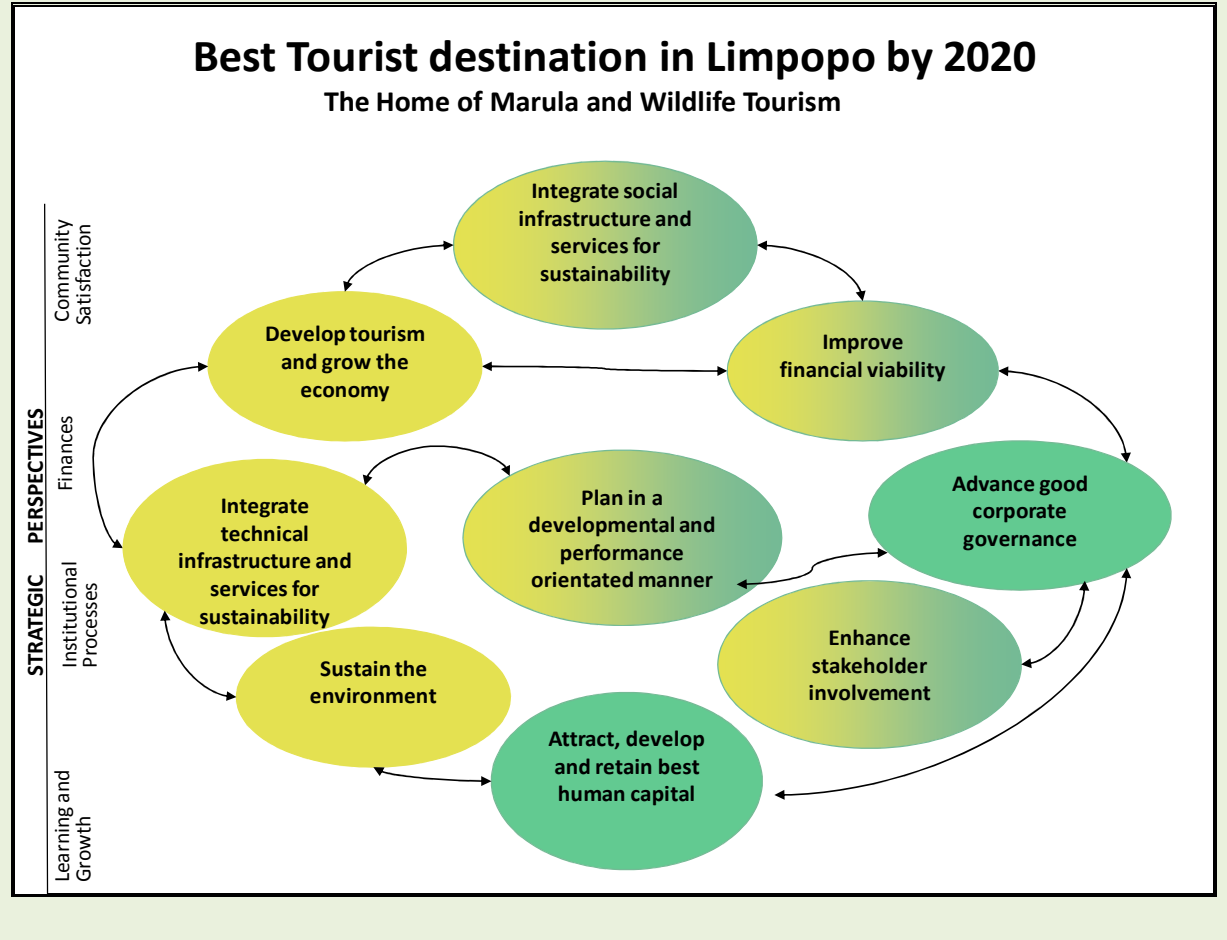 Best Tourist destination in Limpopo by 2020
The Home of Marula and Wildlife Tourism
STRATEGIC PERSPECTIVES
Community
Satisfaction
Finances
Institutional
Processes
Learning and
Growth
Integrate social
infrastructure and
services for
sustainability
Develop tourism
and grow the
economy
Improve
financial viability
Integrate
technical
infrastructure and
services for
sustainability
Plan in a
developmental and
performance
orientated manner
Advance good
corporate
governance
Sustain the
environment
Enhance
stakeholder
involvement
Attract, develop
and retain best
human capital